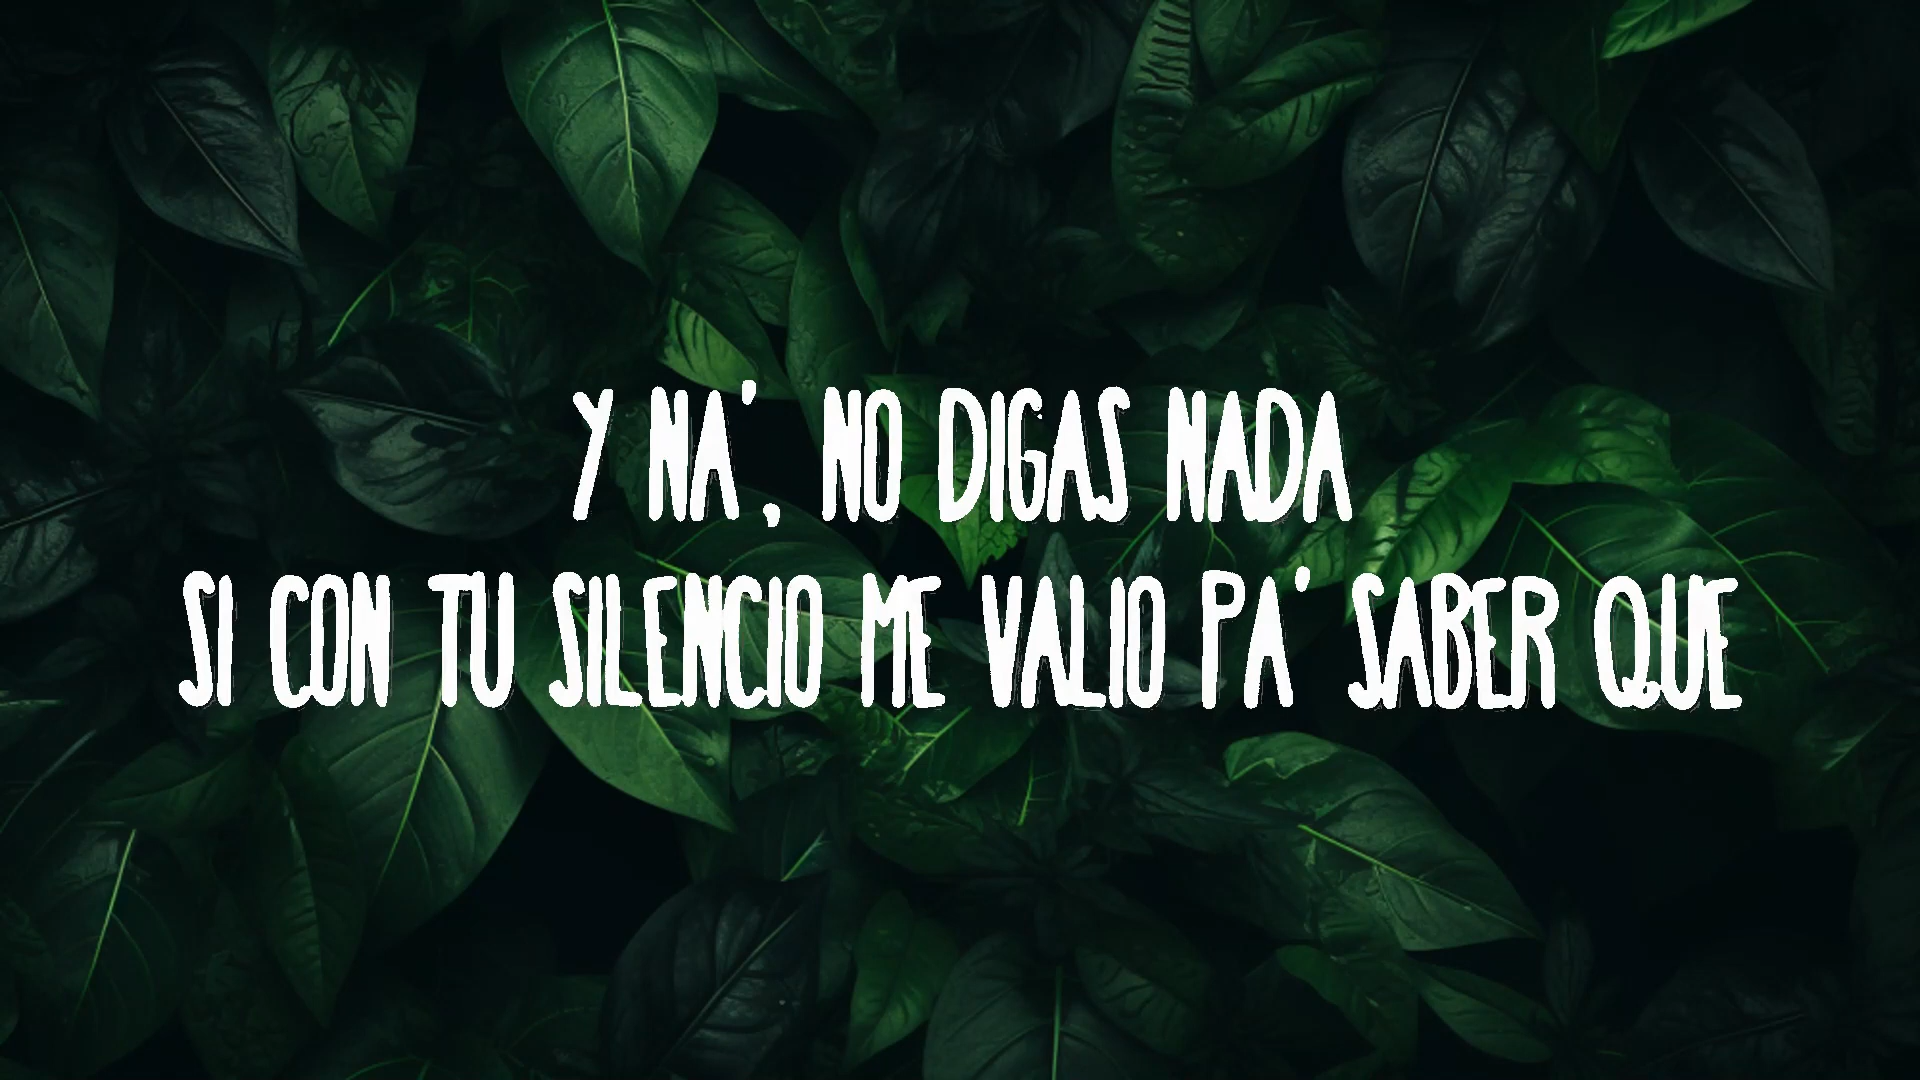 Y NA', NO DIGAS NADA
SI CON TU SILENCIO ME VALIO PA' SABER QUE